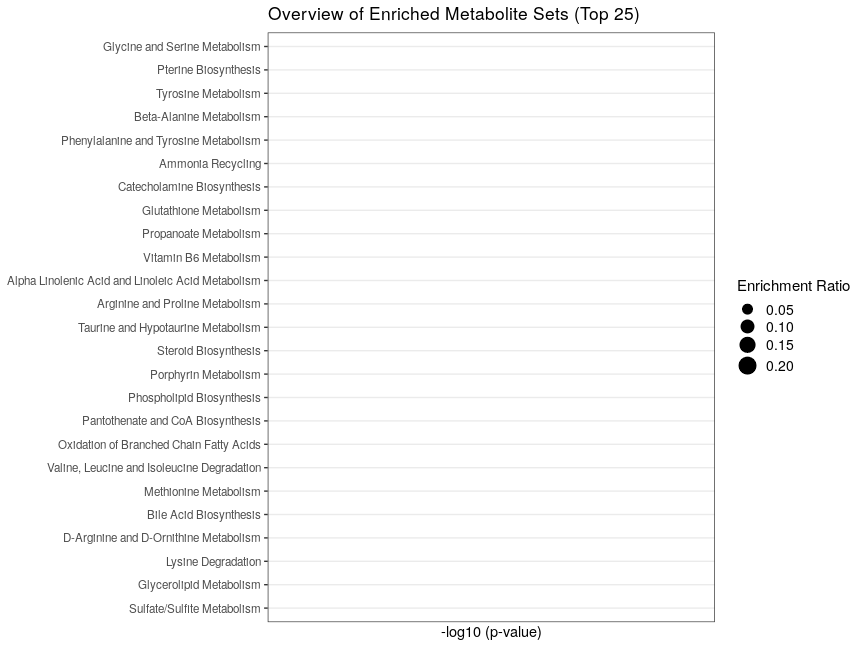 Overview of Enriched Metabolite Sets (Top 25)
Glycine and Serine Metabolism
Pterine Biosynthesis
Tyrosine Metabolism
Beta-Alanine Metabolism
Phenylalanine and Tyrosine Metabolism
Ammonia Recycling
Catecholamine Biosynthesis
Glutathione Metabolism
Propanoate Metabolism
Vitamin B6 Metabolism
Alpha Linolenic Acid and Linoleic Acid Metabolism
Arginine and Proline Metabolism
Taurine and Hypotaurine Metabolism
Steroid Biosynthesis
Porphyrin Metabolism
Phospholipid Biosynthesis
Pantothenate and CoA Biosynthesis
Oxidation of Branched Chain Fatty Acids
Valine, Leucine and Isoleucine Degradation
Methionine Metabolism
Bile Acid Biosynthesis
D-Arginine and D-Ornithine Metabolism
Lysine Degradation
Glycerolipid Metabolism
Sulfate/Sulfite Metabolism
-log10 (p-value)
Enrichment Ratio
0.05
0.10
0.15
0.20